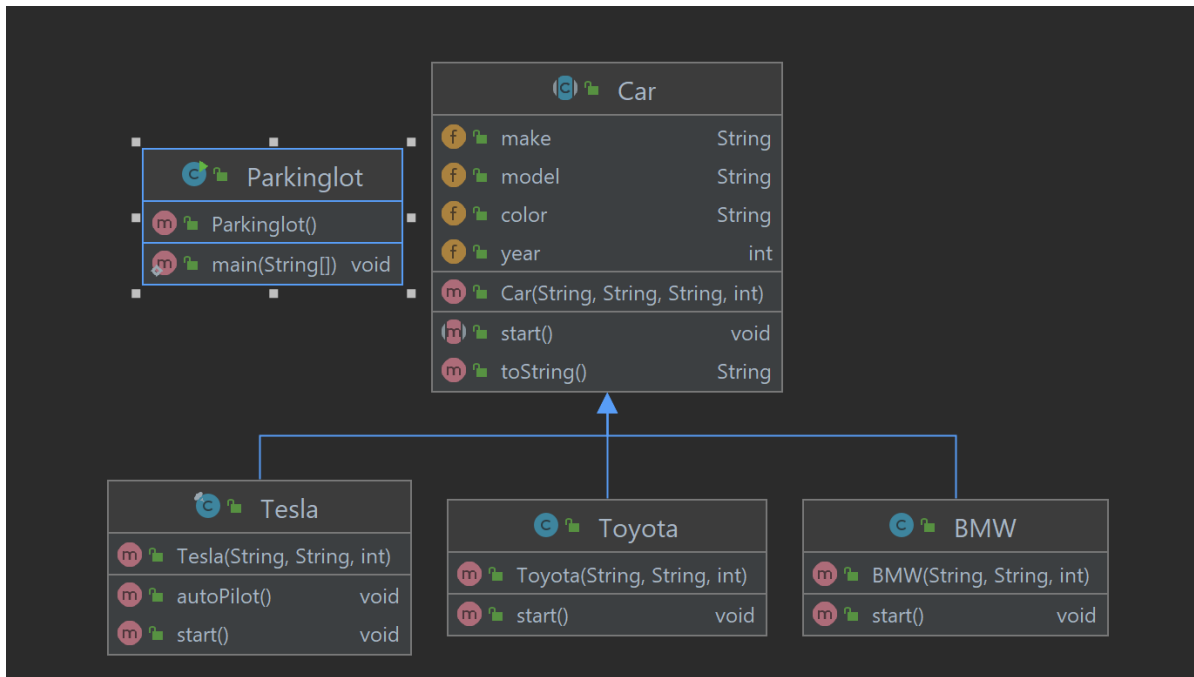 Car
make String
model String
color String
year int
Car(String, String, String, int)
start() void
toString() String
Parkinglot
Parkinglot()
main(String[]) void
Tesla
Tesla(String, String, int)
autoPilot() void
start() void
Toyota
Toyota(String, String, int)
start() void
BMW
BMW(String, String, int)
start() void